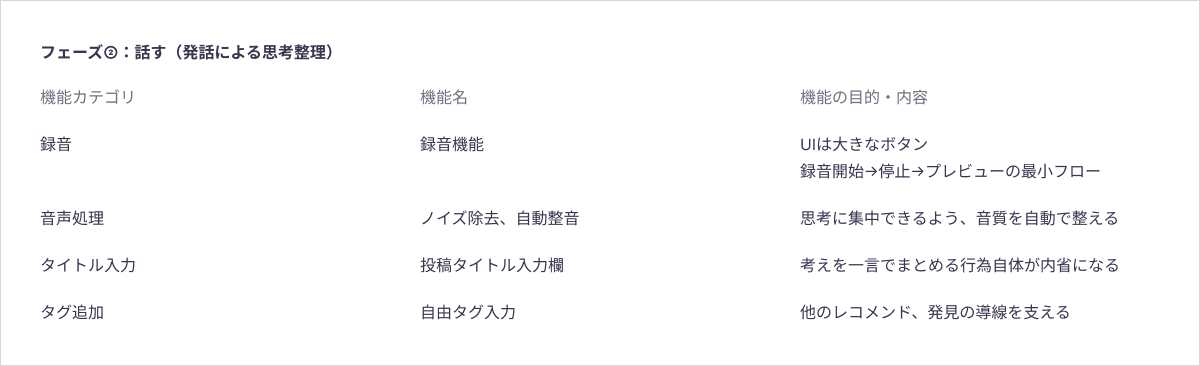 フェーズ②：話す（発話による思考整理）
機能カテゴリ 機能名 機能の目的・内容
録音 録音機能 UIは大きなボタン
録音開始→停止→プレビューの最小フロー
音声処理 ノイズ除去、自動整音 思考に集中できるよう、音質を自動で整える
タイトル入力 投稿タイトル入力欄 考えを一言でまとめる行為自体が内省になる
タグ追加 自由タグ入力 他のレコメンド、発見の導線を支える